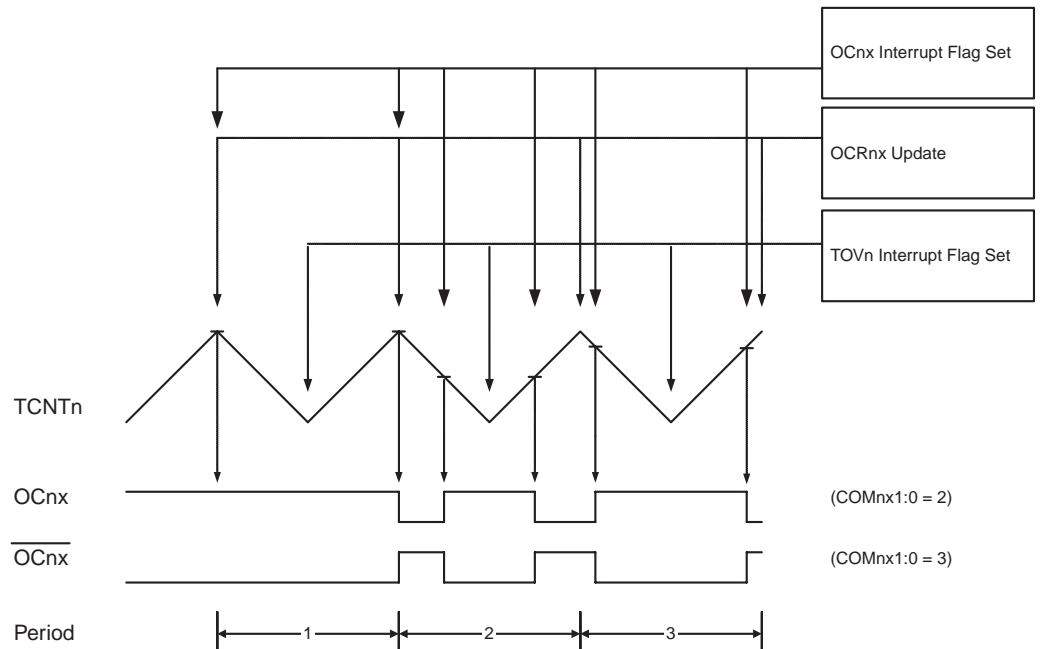 OCnx Interrupt Flag Set
OCRnx Update
TOVn Interrupt Flag Set
TCNTn
OCnx
(COMnx1:0 = 2)
OCnx
(COMnx1:0 = 3)
Period
1
2
3